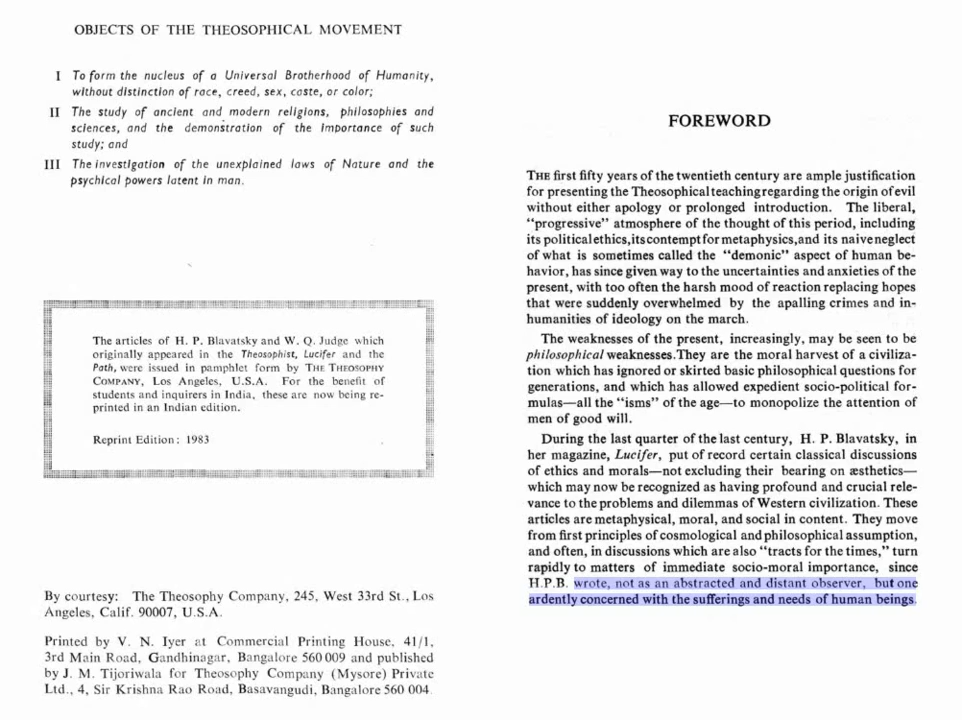 OBJECTS OF THE THEOSOPHICAL MOVEMENT
I To form the nucleus of a Universal Brotherhood of Humanity,
without distinction of race, creed, sex, caste, or color;
II The study of ancient and modern religions, philosophies and
sciences, and the demonstration of the importance of such
study; and
III The investigation of the unexplained laws of Nature and the
psychical powers latent in man.
The articles of H. P. Blavatsky and W. Q. Judge which
originally appeared in the Theosophist, Lucifer and the
Path, were issued in pamphlet form by THE THEOSOPHY
COMPANY, Los Angeles, U.S.A. For the benefit of
students and inquirers in India, these are now being re-
printed in an Indian edition.
Reprint Edition: 1983
By courtesy: The Theosophy Company, 245, West 33rd St., Los
Angeles, Calif. 90007, U.S.A.
Printed by V. N. Iyer at Commercial Printing House, 41/1,
3rd Main Road, Gandhinagar, Bangalore 560 009 and published
by J. M. Tijoriwala for Theosophy Company (Mysore) Private
Ltd., 4, Sir Krishna Rao Road, Basavangudi, Bangalore 560 004
FOREWORD
THE first fifty years of the twentieth century are ample justification
for presenting the Theosophical teaching regarding the origin of evil
without either apology or prolonged introduction. The liberal,
"progressive" atmosphere of the thought of this period, including
its political ethics, its contempt for metaphysics, and its naive neglect
of what is sometimes called the "demonic" aspect of human be-
havior, has since given way to the uncertainties and anxieties of the
present, with too often the harsh mood of reaction replacing hopes
that were suddenly overwhelmed by the apalling crimes and in-
humanities of ideology on the march.
The weaknesses of the present, increasingly, may be seen to be
philosophical weaknesses. They are the moral harvest of a civiliza-
tion which has ignored or skirted basic philosophical questions for
generations, and which has allowed expedient socio-political for-
mulas—all the "isms" of the age—to monopolize the attention of
men of good will.
During the last quarter of the last century, H. P. Blavatsky, in
her magazine, Lucifer, put of record certain classical discussions
of ethics and morals—not excluding their bearing on æsthetics—
which may now be recognized as having profound and crucial rele-
vance to the problems and dilemmas of Western civilization. These
articles are metaphysical, moral, and social in content. They move
from first principles of cosmological and philosophical assumption,
and often, in discussions which are also "tracts for the times," turn
rapidly to matters of immediate socio-moral importance, since
H.P.B. wrote, not as an abstracted and distant observer, but one
ardently concerned with the sufferings and needs of human beings.